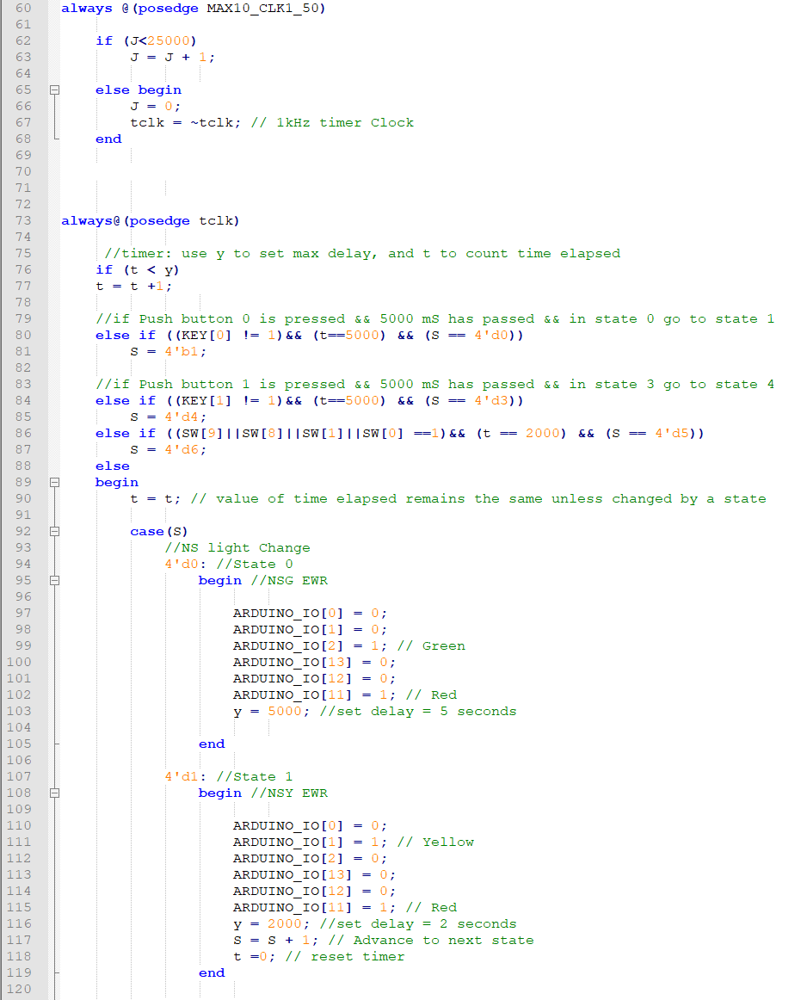 60 always @(posedge MAX10_CLK1_50)
61
62 if (J<25000)
63 J = J + 1;
64
65 else begin
66 J = 0;
67 tclk = ~tclk; // 1kHz timer Clock
68 end
69
70
71
72
73 always@(posedge tclk)
74
75 //timer: use y to set max delay, and t to count time elapsed
76 if (t < y)
77 t = t +1;
78
79 //if Push button 0 is pressed && 5000 mS has passed && in state 0 go to state 1
80 else if ((KEY[0] != 1)&& (t==5000) && (S == 4'd0))
81 S = 4'b1;
82
83 //if Push button 1 is pressed && 5000 mS has passed && in state 3 go to state 4
84 else if ((KEY[1] != 1)&& (t==5000) && (S == 4'd3))
85 S = 4'd4;
86 else if ((SW[9]||SW[8]||SW[1]||SW[0] ==1)&& (t == 2000) && (S == 4'd5))
87 S = 4'd6;
88 else
89 begin
90 t = t; // value of time elapsed remains the same unless changed by a state
91
92 case(S)
93 //NS light Change
94 4'd0: //State 0
95 begin //NSG EWR
96
97 ARDUINO_IO[0] = 0;
98 ARDUINO_IO[1] = 0;
99 ARDUINO_IO[2] = 1; // Green
100 ARDUINO_IO[13] = 0;
101 ARDUINO_IO[12] = 0;
102 ARDUINO_IO[11] = 1; // Red
103 y = 5000; //set delay = 5 seconds
104
105 end
106
107 4'd1: //State 1
108 begin //NSY EWR
109
110 ARDUINO_IO[0] = 0;
111 ARDUINO_IO[1] = 1; // Yellow
112 ARDUINO_IO[2] = 0;
113 ARDUINO_IO[13] = 0;
114 ARDUINO_IO[12] = 0;
115 ARDUINO_IO[11] = 1; // Red
116 y = 2000; //set delay = 2 seconds
117 S = S + 1; // Advance to next state
118 t =0; // reset timer
119 end
120